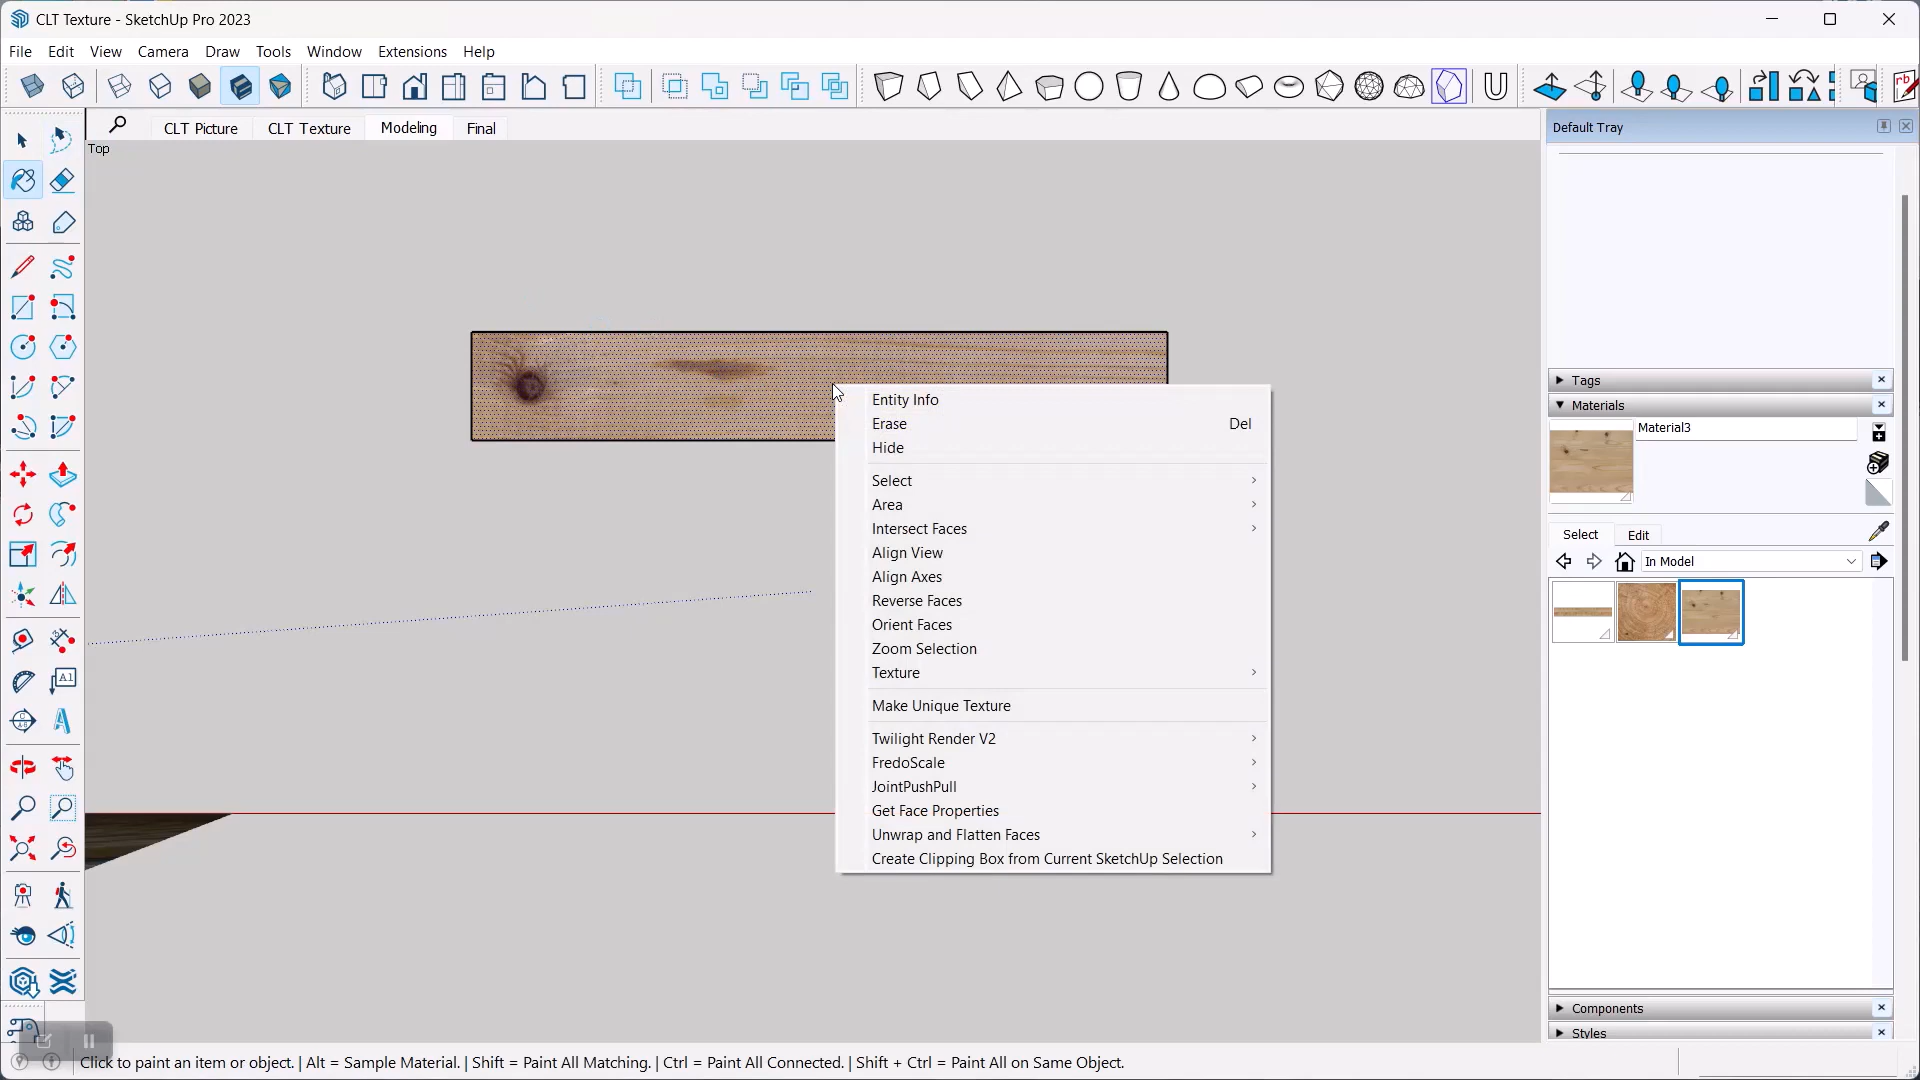 CLT Texture - SketchUp Pro 2023
File Edit View Camera Draw Tools Window Extensions Help
CLT Picture CLT Texture Modeling Final
Top
Default Tray
Tags
Materials
Material3
Select Edit
In Model
Entity Info
Erase Del
Hide
Select
Area
Intersect Faces
Align View
Align Axes
Reverse Faces
Orient Faces
Zoom Selection
Texture
Make Unique Texture
Twilight Render V2
FredoScale
JointPushPull
Get Face Properties
Unwrap and Flatten Faces
Create Clipping Box from Current SketchUp Selection
Components
Styles
Click to paint an item or object. | Alt = Sample Material. | Shift = Paint All Matching. | Ctrl = Paint All Connected. | Shift + Ctrl = Paint All on Same Object.